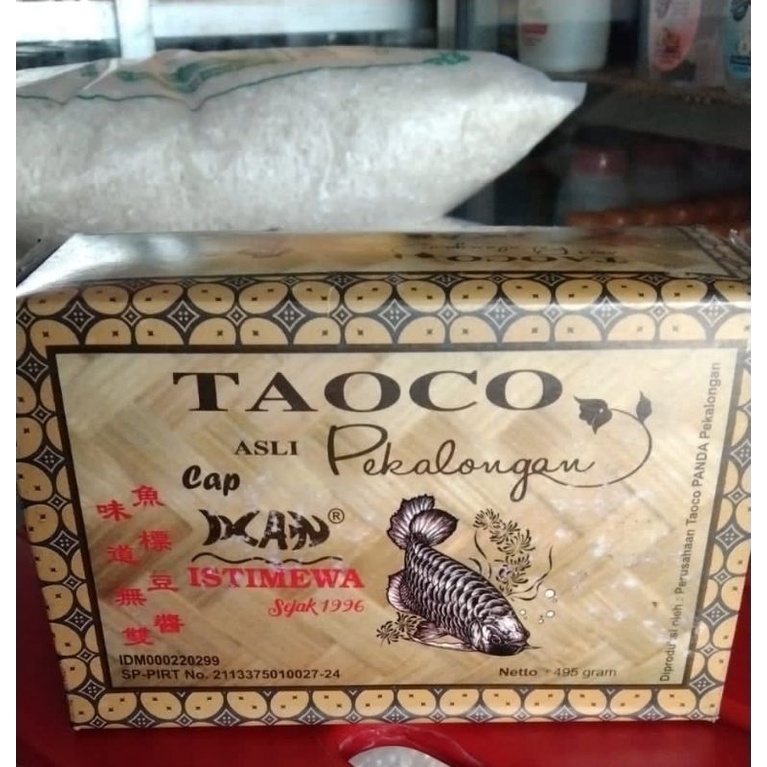 TAOCO
TAOCO
ASLI Pekalongan
Cap
IKAN®
ISTIMEWA
Sejak 1996
魚標豆醬
味道無雙
IDM000220299
SP-PIRT No. 2113375010027-24
Netto : 495 gram
Diproduksi oleh : Perusahaan Taoco PANDA Pekalongan